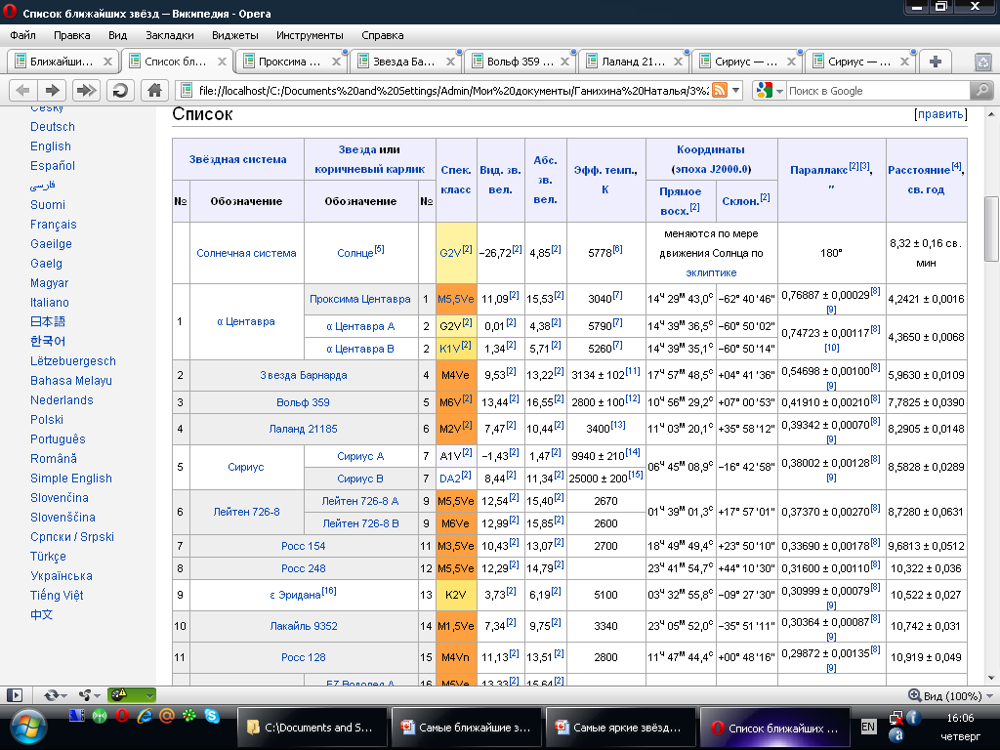 Список ближайших звёзд — Википедия - Opera
Файл Правка Вид Закладки Виджеты Инструменты Справка
Ближайши... Список бл... Проксима ... Звезда Ба... Вольф 359 ... Лаланд 21... Сириус — ... Сириус — ...
file://localhost/C:/Documents%20and%20Settings/Admin/Мои%20документы/Ганихина%20Наталья/3%2 Поиск в Google
Česky
Deutsch
English
Español
فارسی
Suomi
Français
Gaeilge
Gaelg
Magyar
Italiano
日本語
한국어
Lëtzebuergesch
Bahasa Melayu
Nederlands
Polski
Português
Română
Simple English
Slovenčina
Slovenščina
Српски / Srpski
Türkçe
Українська
Tiếng Việt
中文
Список [править]
Звёздная система Звезда или коричневый карлик Спек. класс Вид. зв. вел. Абс. зв. вел. Эфф. темп., К Координаты (эпоха J2000.0) Параллакс[2][3], ″ Расстояние[4], св. год
№ Обозначение Обозначение № Прямое восх.[2] Склон.[2]
Солнечная система Солнце[5] G2V[2] −26,72[2] 4,85[2] 5778[6] меняются по мере движения Солнца по эклиптике 180° 8,32 ± 0,16 св. мин
1 α Центавра Проксима Центавра 1 M5,5Ve 11,09[2] 15,53[2] 3040[7] 14ч 29м 43,0с −62° 40′46″ 0,76887 ± 0,00029[8][9] 4,2421 ± 0,0016
α Центавра A 2 G2V[2] 0,01[2] 4,38[2] 5790[7] 14ч 39м 36,5с −60° 50′02″ 0,74723 ± 0,00117[8][10] 4,3650 ± 0,0068
α Центавра B 2 K1V[2] 1,34[2] 5,71[2] 5260[7] 14ч 39м 35,1с −60° 50′14″
2 Звезда Барнарда 4 M4Ve 9,53[2] 13,22[2] 3134 ± 102[11] 17ч 57м 48,5с +04° 41′36″ 0,54698 ± 0,00100[8][9] 5,9630 ± 0,0109
3 Вольф 359 5 M6V[2] 13,44[2] 16,55[2] 2800 ± 100[12] 10ч 56м 29,2с +07° 00′53″ 0,41910 ± 0,00210[8] 7,7825 ± 0,0390
4 Лаланд 21185 6 M2V[2] 7,47[2] 10,44[2] 3400[13] 11ч 03м 20,1с +35° 58′12″ 0,39342 ± 0,00070[8][9] 8,2905 ± 0,0148
5 Сириус Сириус A 7 A1V[2] −1,43[2] 1,47[2] 9940 ± 210[14] 06ч 45м 08,9с −16° 42′58″ 0,38002 ± 0,00128[8][9] 8,5828 ± 0,0289
Сириус B 7 DA2[2] 8,44[2] 11,34[2] 25000 ± 200[15]
6 Лейтен 726-8 Лейтен 726-8 A 9 M5,5Ve 12,54[2] 15,40[2] 2670 01ч 39м 01,3с +17° 57′01″ 0,37370 ± 0,00270[8] 8,7280 ± 0,0631
Лейтен 726-8 B 9 M6Ve 12,99[2] 15,85[2] 2600
7 Росс 154 11 M3,5Ve 10,43[2] 13,07[2] 2700 18ч 49м 49,4с +23° 50′10″ 0,33690 ± 0,00178[8] 9,6813 ± 0,0512
8 Росс 248 12 M5,5Ve 12,29[2] 14,79[2] 23ч 41м 54,7с +44° 10′30″ 0,31600 ± 0,00110[8] 10,322 ± 0,036
9 ε Эридана[16] 13 K2V 3,73[2] 6,19[2] 5100 03ч 32м 55,8с −09° 27′30″ 0,30999 ± 0,00079[8][9] 10,522 ± 0,027
10 Лакайль 9352 14 M1,5Ve 7,34[2] 9,75[2] 3340 23ч 05м 52,0с −35° 51′11″ 0,30364 ± 0,00087[8][9] 10,742 ± 0,031
11 Росс 128 15 M4Vn 11,13[2] 13,51[2] 2800 11ч 47м 44,4с +00° 48′16″ 0,29872 ± 0,00135[8][9] 10,919 ± 0,049
EZ Водолея A 16 M5Ve 13,33[2] 15,64[2]
Вид (100%)
C:\Documents and S... Самые ближайшие з... Самые яркие звёзд... Список ближайших ... EN 16:06
четверг